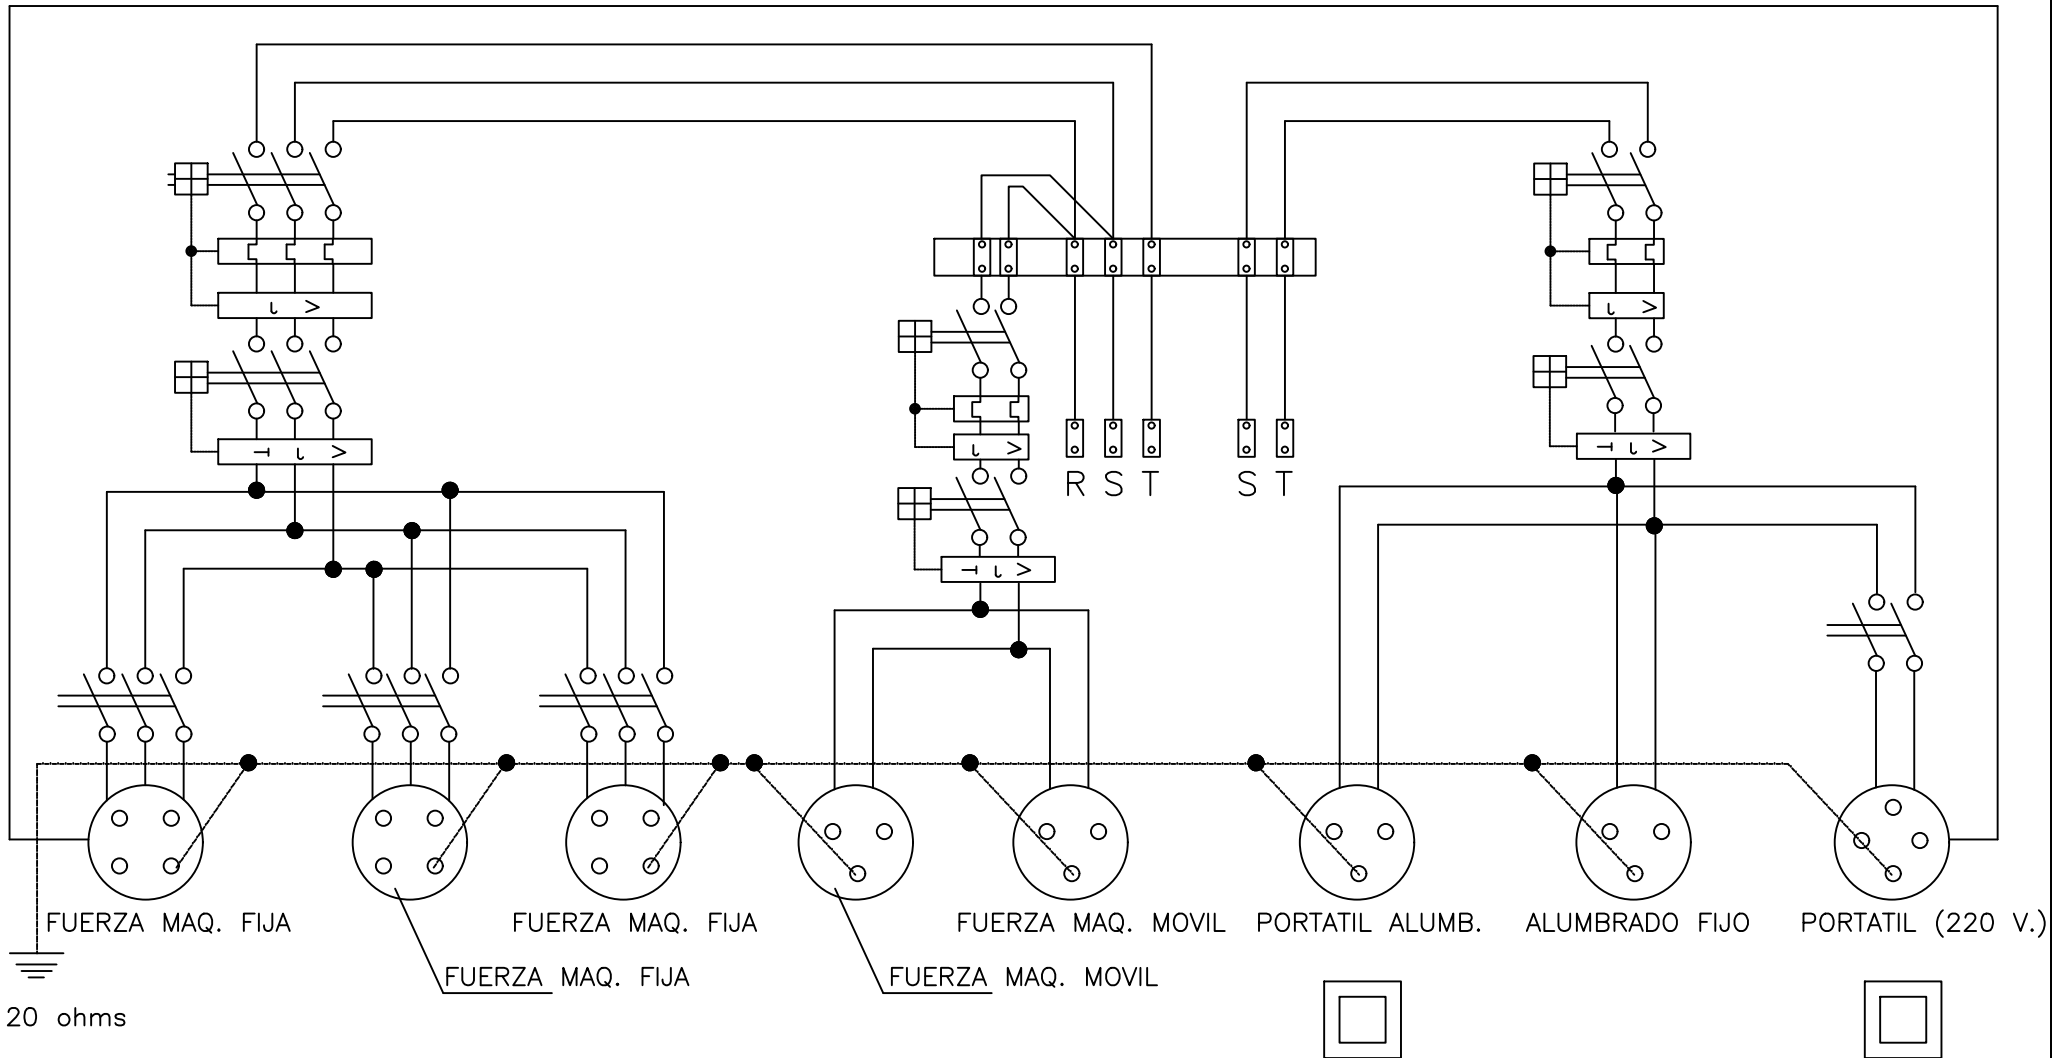 R S T S T
FUERZA MAQ. FIJA
FUERZA MAQ. FIJA
FUERZA MAQ. MOVIL
PORTATIL ALUMB.
ALUMBRADO FIJO
PORTATIL (220 V.)
FUERZA MAQ. FIJA
FUERZA MAQ. MOVIL
20 ohms